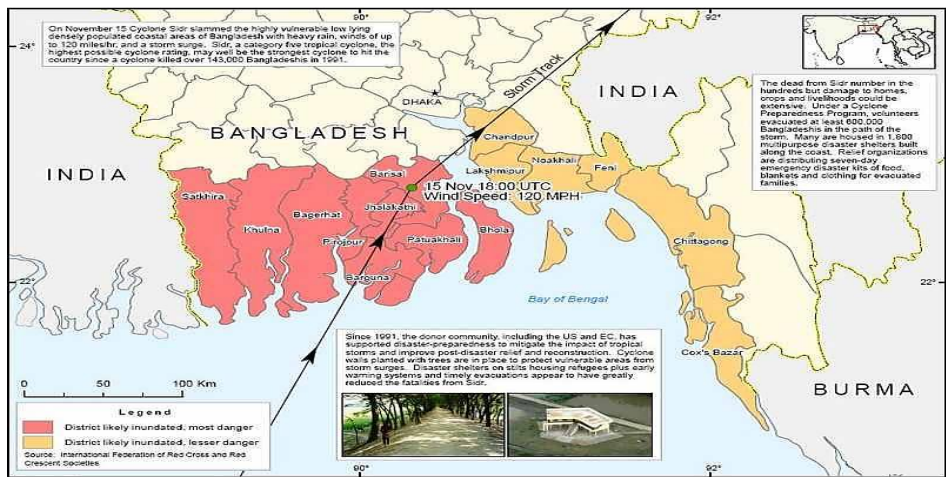 90
92
On November 15 Cyclone Sidr slammed the highly vulnerable low lying
densely populated coastal areas of Bangladesh with heavy rain, winds of up
to 120 miles/hr, and a storm surge. Sidr, a category five tropical cyclone, the
highest possible cyclone rating, may well be the strongest cyclone to hit the
country since a cyclone killed over 143,000 Bangladeshis in 1991.
24°
24°
Storm Track
INDIA
DHAKA
The dead from Sidr number in the
hundreds but damage to homes,
crops and livelihoods could be
extensive. Under a Cyclone
Preparedness Program, volunteers
evacuated at least 600,000
Bangladeshis in the path of the
storm. Many are housed in 1,800
multipurpose disaster shelters built
along the coast. Relief organizations
are distributing seven-day
emergency disaster kits of food,
blankets and clothing for evacuated
families.
BANGLADESH
Chandpur
INDIA
Noakhali
Lakshmipur
Feni
Barisal
15 Nov 18:00 UTC
Wind Speed: 120 MPH
Satkhira
Jhalakathi
Bagerhat
Khulna
Bhola
Pirojpur
Patuakhali
Chittagong
Barguna
22°
22°
Bay of Bengal
Since 1991, the donor community, including the US and EC, has
supported disaster-preparedness to mitigate the impact of tropical
storms and improve post-disaster relief and reconstruction. Cyclone
walls planted with trees are in place to protect vulnerable areas from
storm surges. Disaster shelters on stilts housing refugees plus early
warning systems and timely evacuations appear to have greatly
reduced the fatalities from Sidr.
Cox's Bazar
0 50 100 Km
BURMA
Legend
District likely inundated, most danger
District likely inundated, lesser danger
Source: International Federation of Red Cross and Red
Crescent Societies
90
92